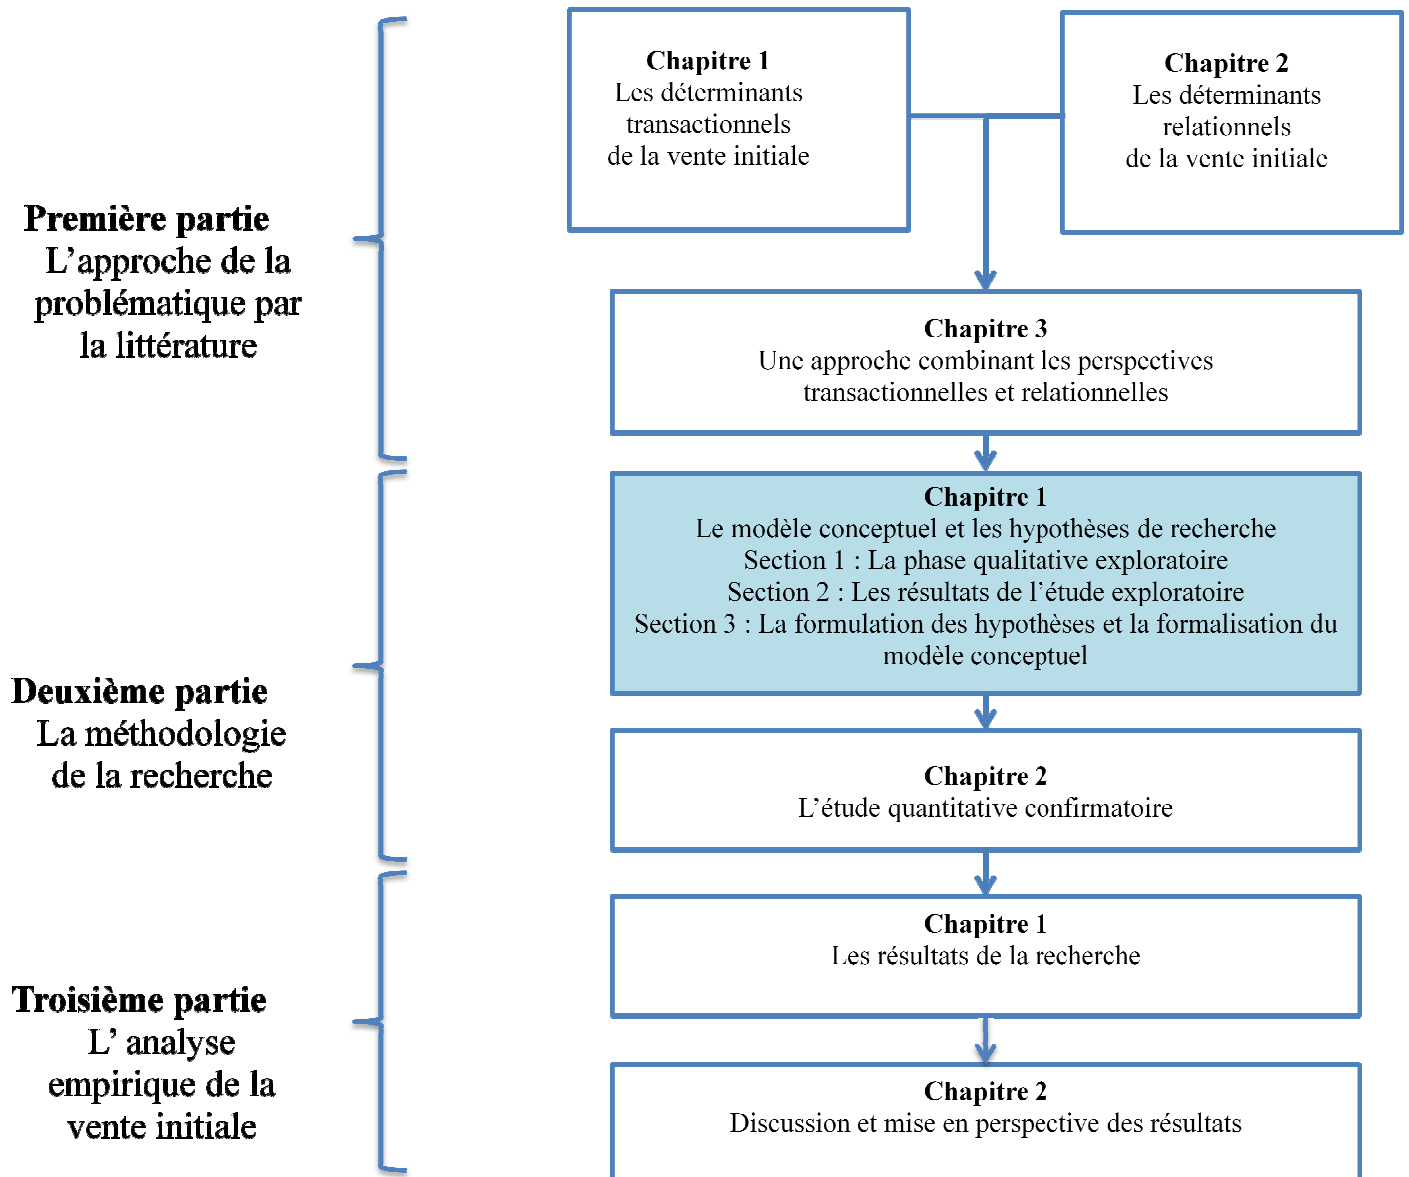 Première partie
L’approche de la
problématique par
la littérature
Chapitre 1
Les déterminants
transactionnels
de la vente initiale
Chapitre 2
Les déterminants
relationnels
de la vente initiale
Chapitre 3
Une approche combinant les perspectives
transactionnelles et relationnelles
Deuxième partie
La méthodologie
de la recherche
Chapitre 1
Le modèle conceptuel et les hypothèses de recherche
Section 1 : La phase qualitative exploratoire
Section 2 : Les résultats de l’étude exploratoire
Section 3 : La formulation des hypothèses et la formalisation du
modèle conceptuel
Chapitre 2
L’étude quantitative confirmatoire
Troisième partie
L’ analyse
empirique de la
vente initiale
Chapitre 1
Les résultats de la recherche
Chapitre 2
Discussion et mise en perspective des résultats